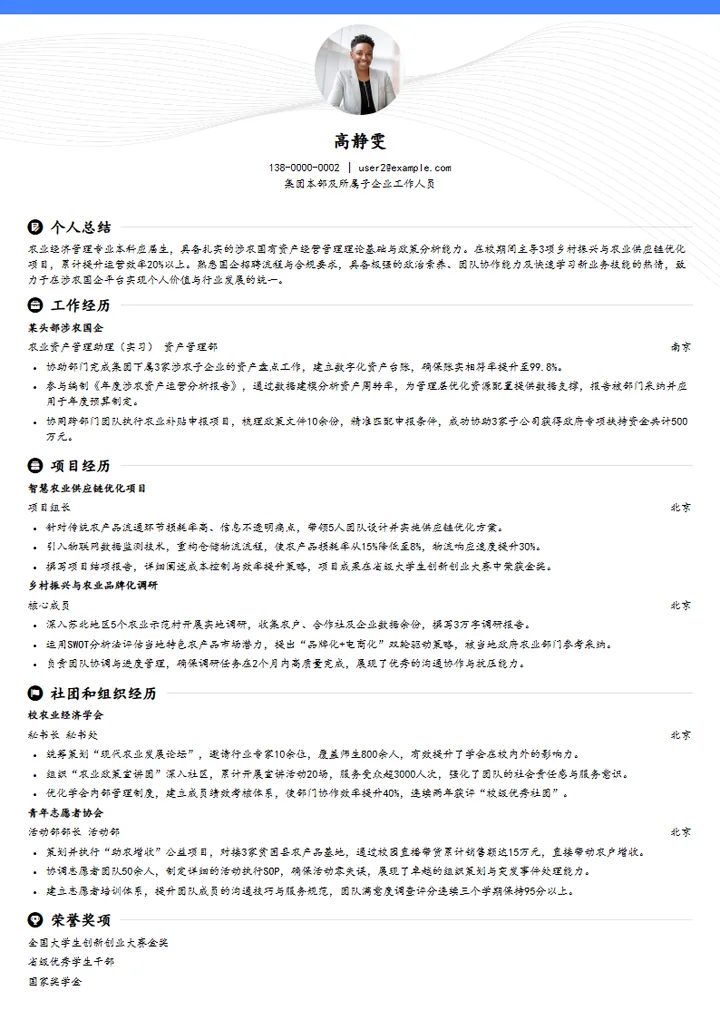 高静雯
138-0000-0002 | user2@example.com
集团本部及所属子企业工作人员
个人总结
农业经济管理专业本科应届生，具备扎实的涉农国有资产经营管理理论基础与政策分析能力。在校期间主导3项乡村振兴与农业供应链优化
项目，累计提升运营效率20%以上。熟悉国企招聘流程与合规要求，具备极强的政治素养、团队协作能力及快速学习新业务技能的热情，致
力于在涉农国企平台实现个人价值与行业发展的统一。
工作经历
某头部涉农国企
农业资产管理助理（实习） 资产管理部 南京
• 协助部门完成集团下属3家涉农子企业的资产盘点工作，建立数字化资产台账，确保账实相符率提升至99.8%。
• 参与编制《年度涉农资产运营分析报告》，通过数据建模分析资产周转率，为管理层优化资源配置提供数据支撑，报告被部门采纳并应
用于年度预算制定。
• 协同跨部门团队执行农业补贴申报项目，梳理政策文件10余份，精准匹配申报条件，成功协助3家子公司获得政府专项扶持资金共计500
万元。
项目经历
智慧农业供应链优化项目
项目组长 北京
• 针对传统农产品流通环节损耗率高、信息不透明痛点，带领5人团队设计并实施供应链优化方案。
• 引入物联网数据监测技术，重构仓储物流流程，使农产品损耗率从15%降低至8%，物流响应速度提升30%。
• 撰写项目结项报告，详细阐述成本控制与效率提升策略，项目成果在省级大学生创新创业大赛中荣获金奖。
乡村振兴与农业品牌化调研
核心成员 北京
• 深入苏北地区5个农业示范村开展实地调研，收集农户、合作社及企业数据余份，撰写3万字调研报告。
• 运用SWOT分析法评估当地特色农产品市场潜力，提出“品牌化+电商化”双轮驱动策略，被当地政府农业部门参考采纳。
• 负责团队协调与进度管理，确保调研任务在2个月内高质量完成，展现了优秀的沟通协作与抗压能力。
社团和组织经历
校农业经济学会
秘书长 秘书处 北京
• 统筹策划“现代农业发展论坛”，邀请行业专家10余位，覆盖师生800余人，有效提升了学会在校内外的影响力。
• 组织“农业政策宣讲团”深入社区，累计开展宣讲活动20场，服务受众超3000人次，强化了团队的社会责任感与服务意识。
• 优化学会内部管理制度，建立成员绩效考核体系，使部门协作效率提升40%，连续两年获评“校级优秀社团”。
青年志愿者协会
活动部部长 活动部 北京
• 策划并执行“助农增收”公益项目，对接3家贫困县农产品基地，通过校园直播带货累计销售额达15万元，直接带动农户增收。
• 协调志愿者团队50余人，制定详细的活动执行SOP，确保活动零失误，展现了卓越的组织策划与突发事件处理能力。
• 建立志愿者培训体系，提升团队成员的沟通技巧与服务规范，团队满意度调查评分连续三个学期保持95分以上。
荣誉奖项
全国大学生创新创业大赛金奖
省级优秀学生干部
国家奖学金